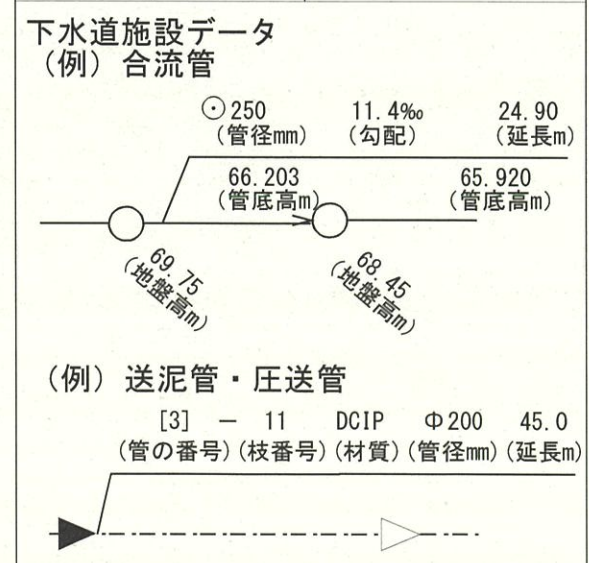 下水道施設データ
（例）合流管
⊙250 11.4‰ 24.90
（管径mm） （勾配） （延長m）
66.203 65.920
（管底高m） （管底高m）
69.75 68.45
（地盤高m） （地盤高m）
（例）送泥管・圧送管
[3] － 11 DCIP Φ200 45.0
（管の番号）（枝番号）（材質）（管径mm）（延長m）